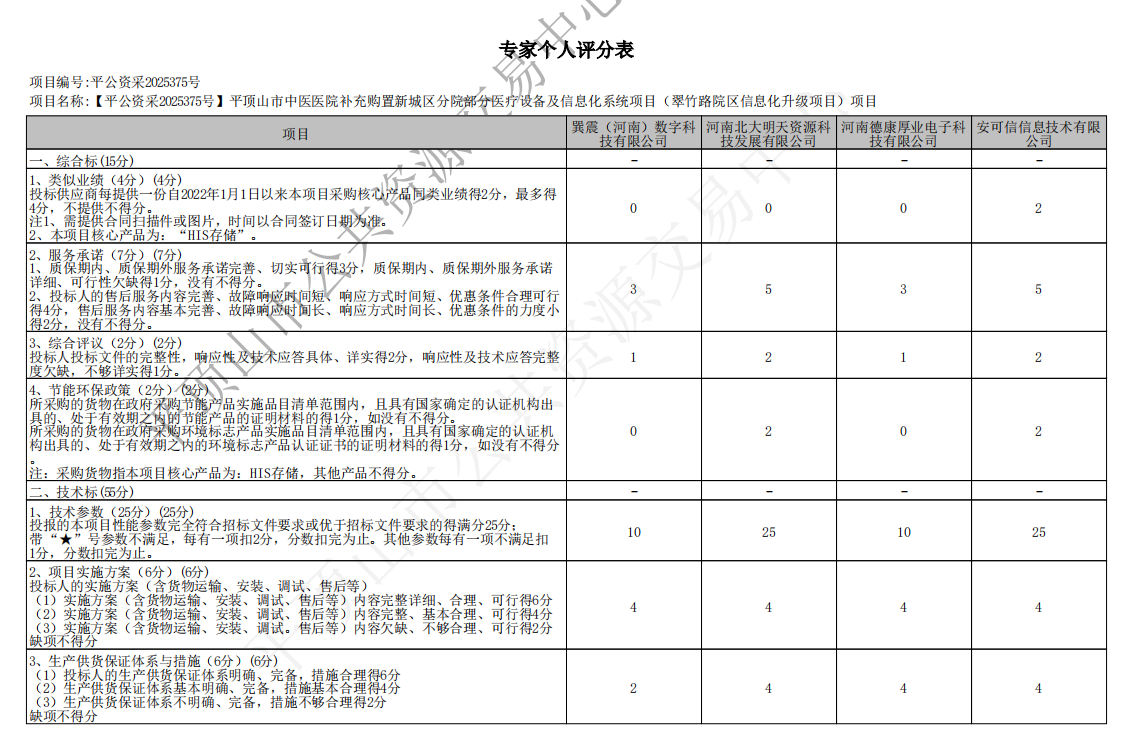 专家个人评分表
项目编号:平公资采2025375号
项目名称:【平公资采2025375号】平顶山市中医医院补充购置新城区分院部分医疗设备及信息化系统项目（翠竹路院区信息化升级项目）项目
项目
巽震（河南）数字科
技有限公司
河南北大明天资源科
技发展有限公司
河南德康厚业电子科
技有限公司
安可信信息技术有限
公司
一、综合标(15分)
-
-
-
-
1、类似业绩（4分）(4分)
投标供应商每提供一份自2022年1月1日以来本项目采购核心产品同类业绩得2分，最多得
4分，不提供不得分。
注1、需提供合同扫描件或图片，时间以合同签订日期为准。
2、本项目核心产品为：“HIS存储”。
0
0
0
2
2、服务承诺（7分）(7分)
1、质保期内、质保期外服务承诺完善、切实可行得3分，质保期内、质保期外服务承诺
详细、可行性欠缺得1分，没有不得分。
2、投标人的售后服务内容完善、故障响应时间短、响应方式时间短、优惠条件合理可行
得4分，售后服务内容基本完善、故障响应时间长、响应方式时间长、优惠条件的力度小
得2分，没有不得分。
3
5
3
5
3、综合评议（2分）(2分)
投标人投标文件的完整性，响应性及技术应答具体、详实得2分，响应性及技术应答完整
度欠缺，不够详实得1分。
1
2
1
2
4、节能环保政策（2分）(2分)
所采购的货物在政府采购节能产品实施品目清单范围内，且具有国家确定的认证机构出
具的、处于有效期之内的节能产品的证明材料的得1分，如没有不得分。
所采购的货物在政府采购环境标志产品实施品目清单范围内，且具有国家确定的认证机
构出具的、处于有效期之内的环境标志产品认证证书的证明材料的得1分，如没有不得分
。
注：采购货物指本项目核心产品为：HIS存储，其他产品不得分。
0
2
0
2
二、技术标(55分)
-
-
-
-
1、技术参数（25分）(25分)
投报的本项目性能参数完全符合招标文件要求或优于招标文件要求的得满分25分；
带“★”号参数不满足，每有一项扣2分，分数扣完为止。其他参数每有一项不满足扣
1分，分数扣完为止。
10
25
10
25
2、项目实施方案（6分）(6分)
投标人的实施方案（含货物运输、安装、调试、售后等）
（1）实施方案（含货物运输、安装、调试、售后等）内容完整详细、合理、可行得6分
（2）实施方案（含货物运输、安装、调试、售后等）内容完整、基本合理、可行得4分
（3）实施方案（含货物运输、安装、调试。售后等）内容欠缺、不够合理、可行得2分
缺项不得分
4
4
4
4
3、生产供货保证体系与措施（6分）(6分)
（1）投标人的生产供货保证体系明确、完备，措施合理得6分
（2）生产供货保证体系基本明确、完备，措施基本合理得4分
（3）生产供货保证体系不明确、完备，措施不够合理得2分
缺项不得分
2
4
4
4
平顶山市公共资源交易中心
平顶山市公共资源交易中心